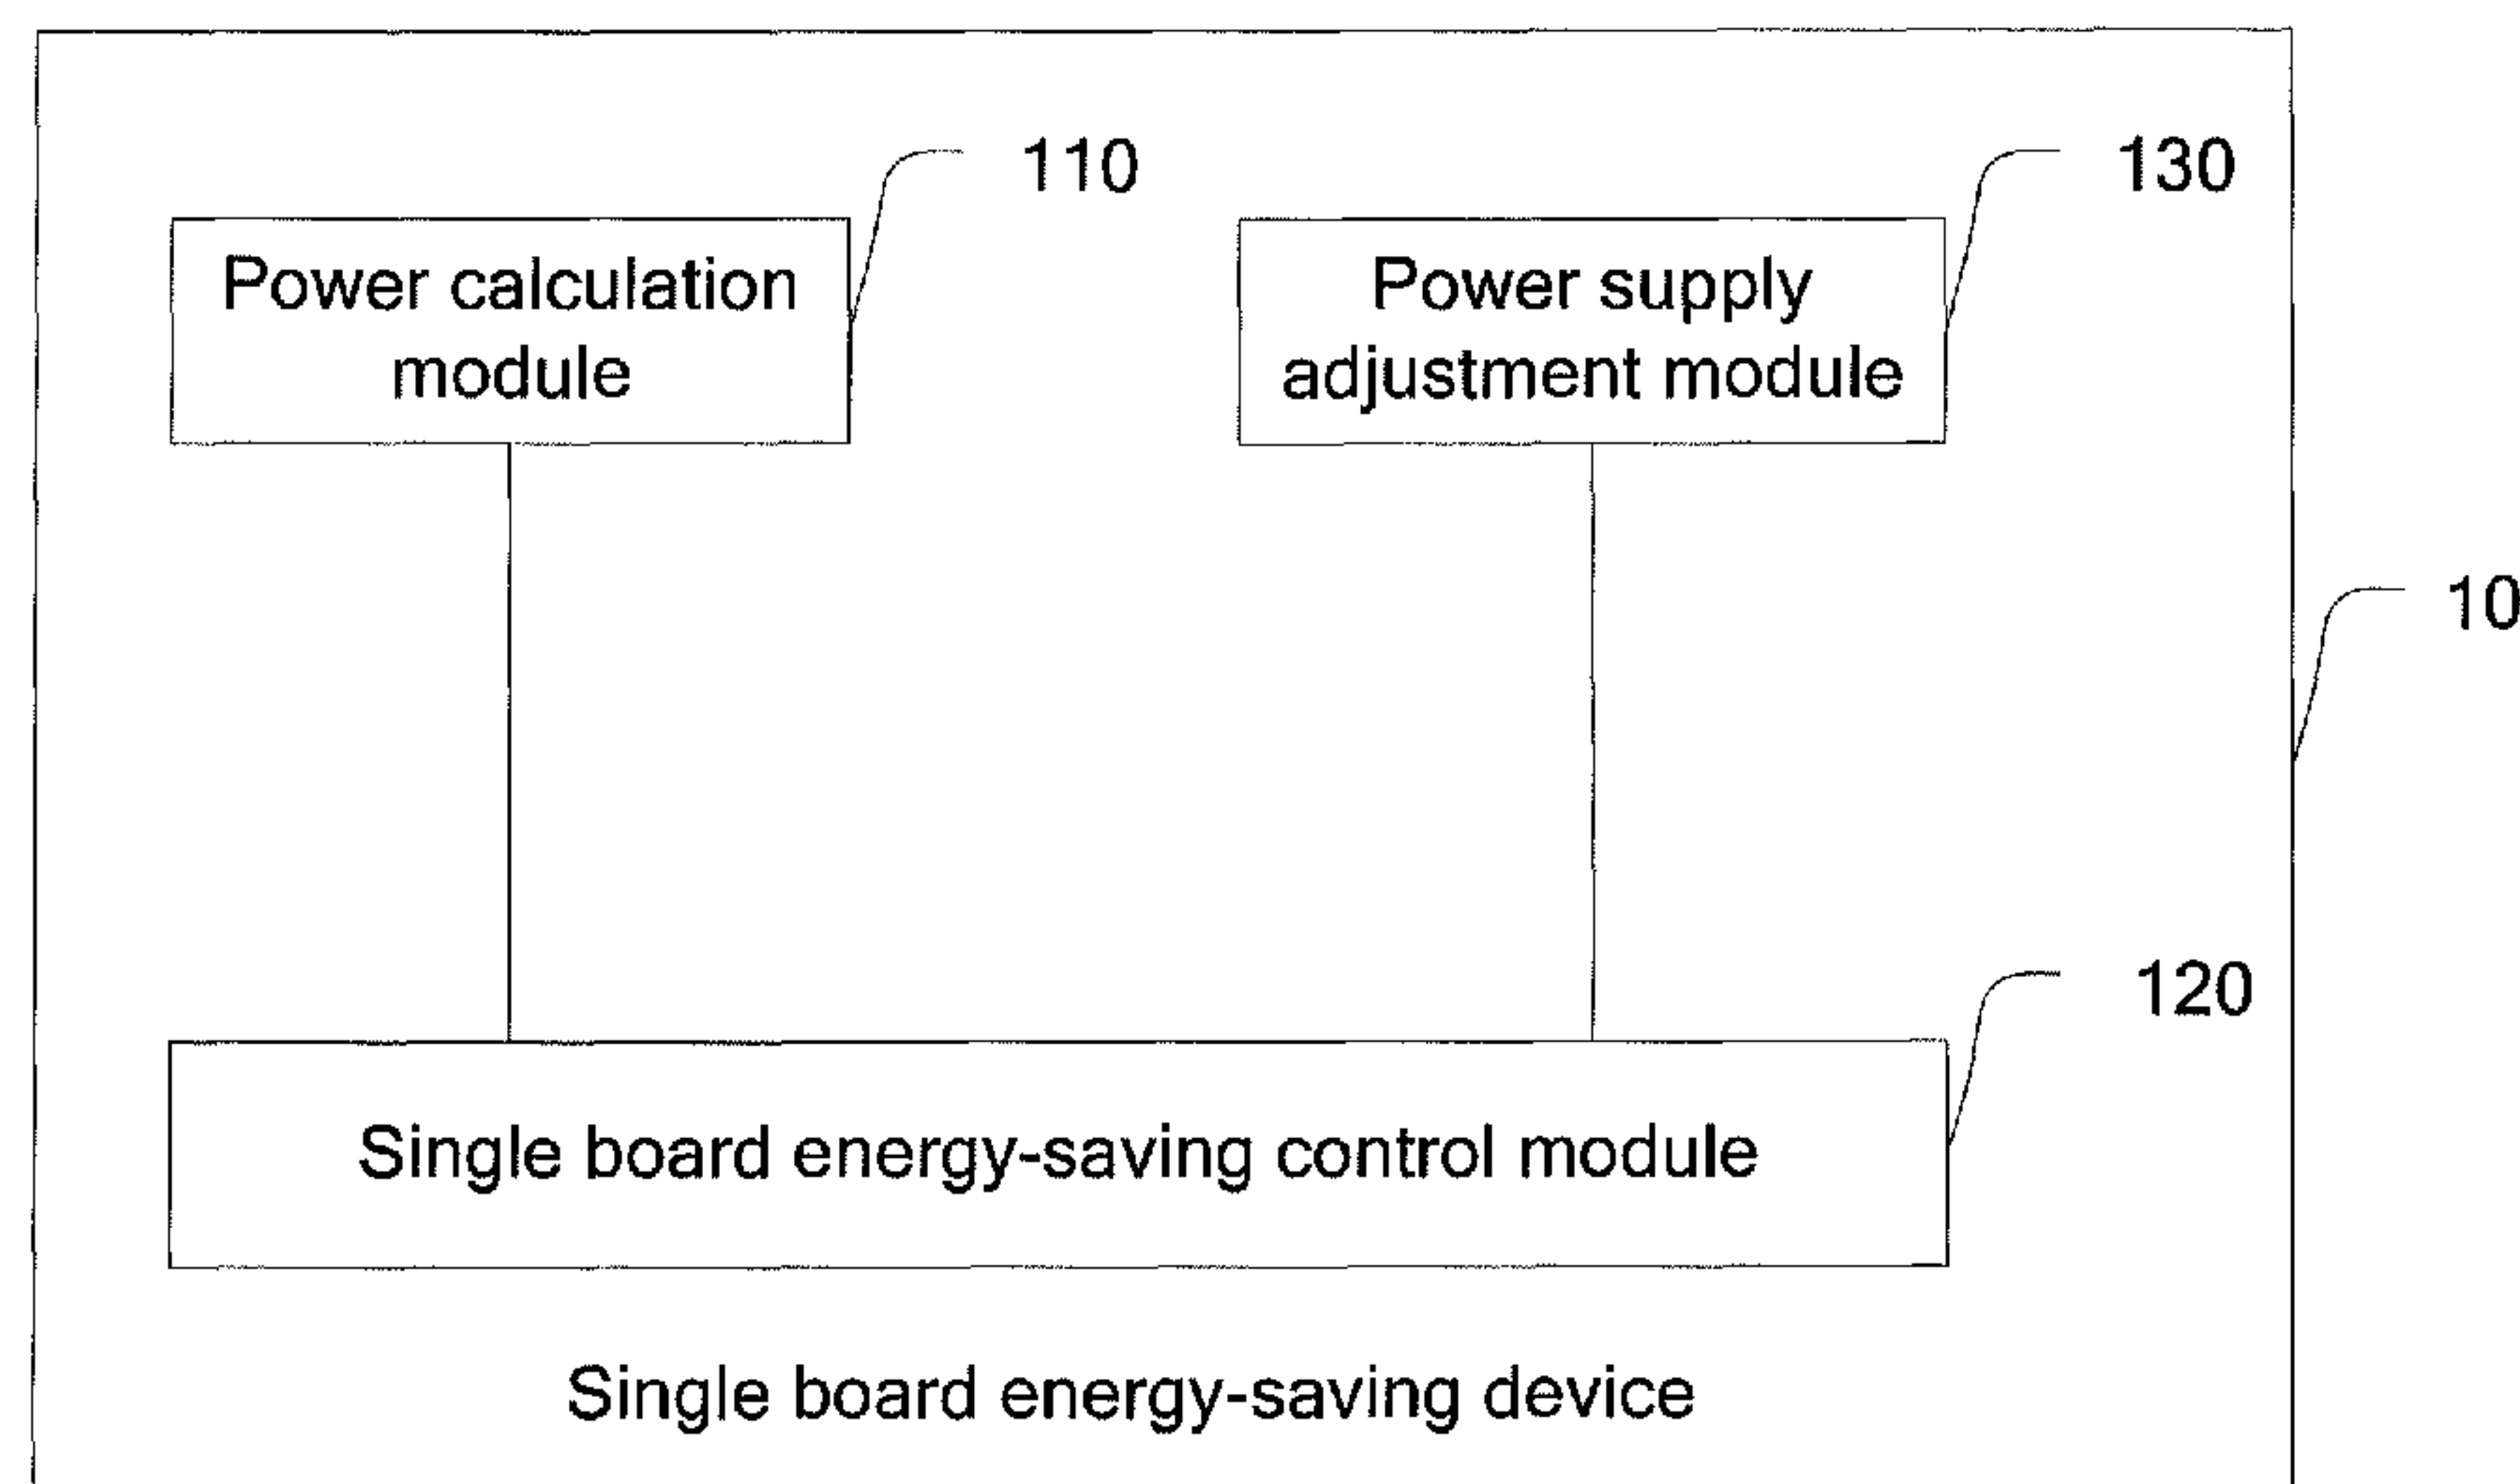 110
130
Power calculation
module
Power supply
adjustment module
10
120
Single board energy-saving control module
Single board energy-saving device